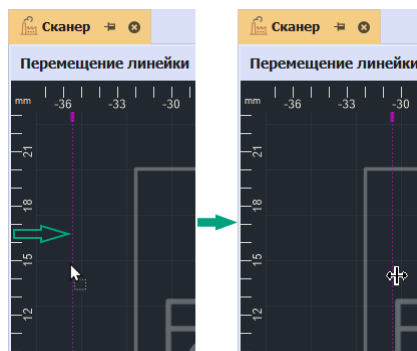 Сканер
Перемещение линейки
mm -36 -33 -30
21
18
15
12
Сканер
Перемещение линейки
mm -36 -33 -30
21
18
15
12